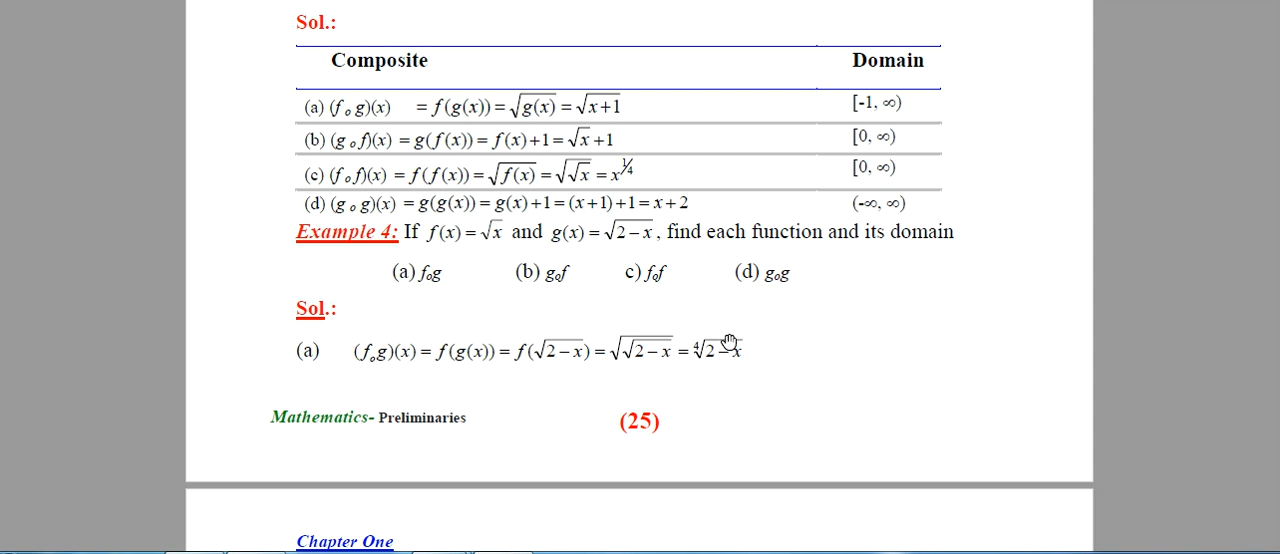 Sol.:
Composite Domain
(a) (f∘g)(x) = f(g(x)) = √g(x) = √x+1 [-1, ∞)
(b) (g∘f)(x) = g(f(x)) = f(x)+1 = √x+1 [0, ∞)
(c) (f∘f)(x) = f(f(x)) = √f(x) = √√x = x^1/4 [0, ∞)
(d) (g∘g)(x) = g(g(x)) = g(x)+1 = (x+1)+1 = x+2 (-∞, ∞)
Example 4: If f(x) = √x and g(x) = √2−x, find each function and its domain
(a) f∘g (b) g∘f c) f∘f (d) g∘g
Sol.:
(a) (f∘g)(x) = f(g(x)) = f(√2−x) = √√2−x = ∜2−x
Mathematics- Preliminaries (25)
Chapter One